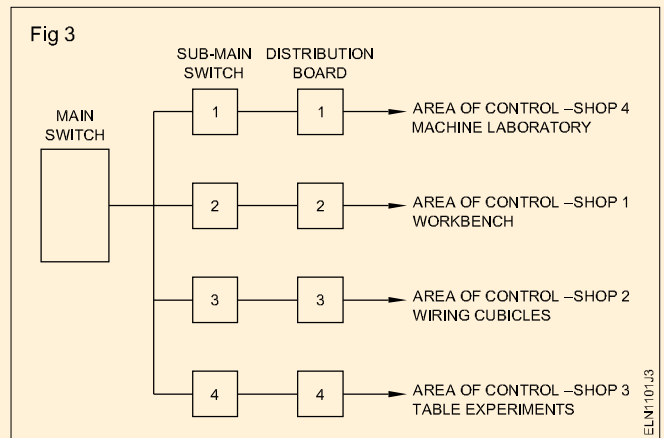 Fig 3
SUB-MAIN SWITCH
DISTRIBUTION BOARD
MAIN SWITCH
1
1
AREA OF CONTROL –SHOP 4
MACHINE LABORATORY
2
2
AREA OF CONTROL –SHOP 1
WORKBENCH
3
3
AREA OF CONTROL –SHOP 2
WIRING CUBICLES
4
4
AREA OF CONTROL –SHOP 3
TABLE EXPERIMENTS
ELN1101J3